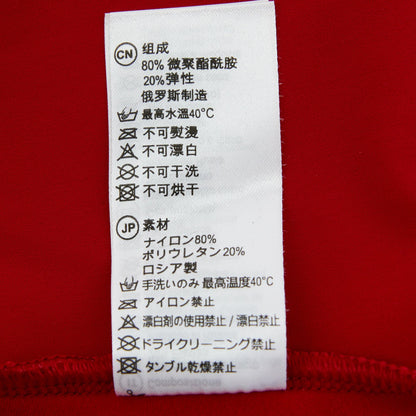 CN 组成
80% 微聚酯酰胺
20% 弹性
俄罗斯制造
最高水溫40°C
不可熨燙
不可漂白
不可干洗
不可烘干
JP 素材
ナイロン80%
ポリウレタン20%
ロシア製
手洗いのみ 最高温度40°C
アイロン禁止
漂白剤の使用禁止 / 漂白禁止
ドライクリーニング禁止
タンブル乾燥禁止